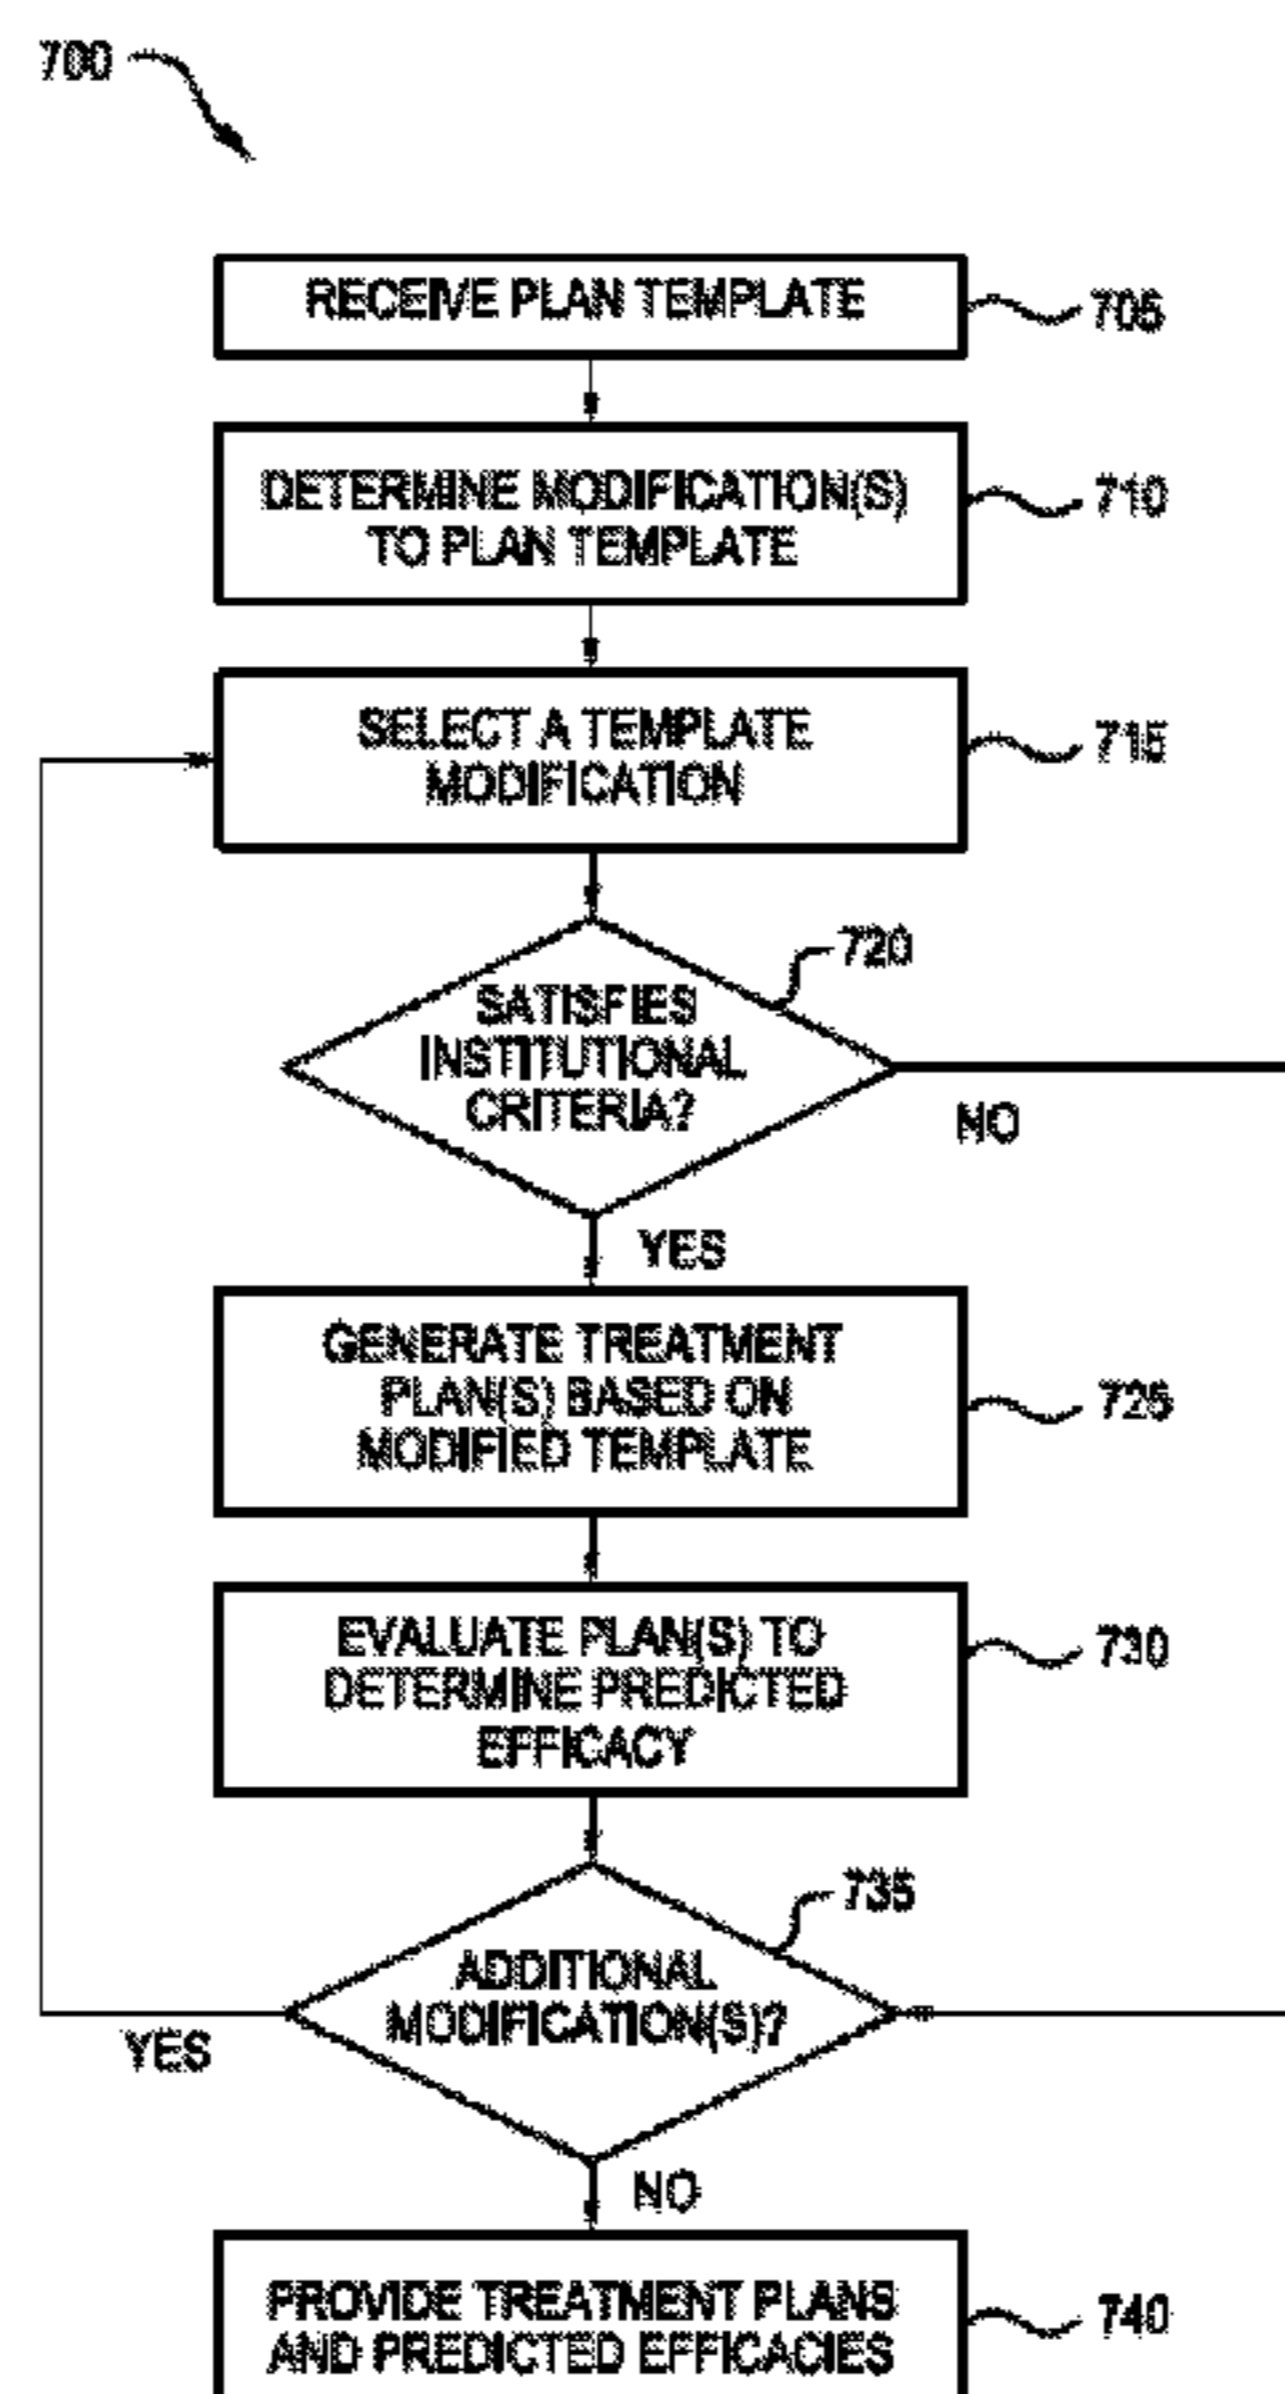 700
RECEIVE PLAN TEMPLATE
705
DETERMINE MODIFICATION(S)
TO PLAN TEMPLATE
710
SELECT A TEMPLATE
MODIFICATION
715
720
SATISFIES
INSTITUTIONAL
CRITERIA?
NO
YES
GENERATE TREATMENT
PLAN(S) BASED ON
MODIFIED TEMPLATE
725
EVALUATE PLAN(S) TO
DETERMINE PREDICTED
EFFICACY
730
735
ADDITIONAL
MODIFICATION(S)?
YES
NO
PROVIDE TREATMENT PLANS
AND PREDICTED EFFICACIES
740